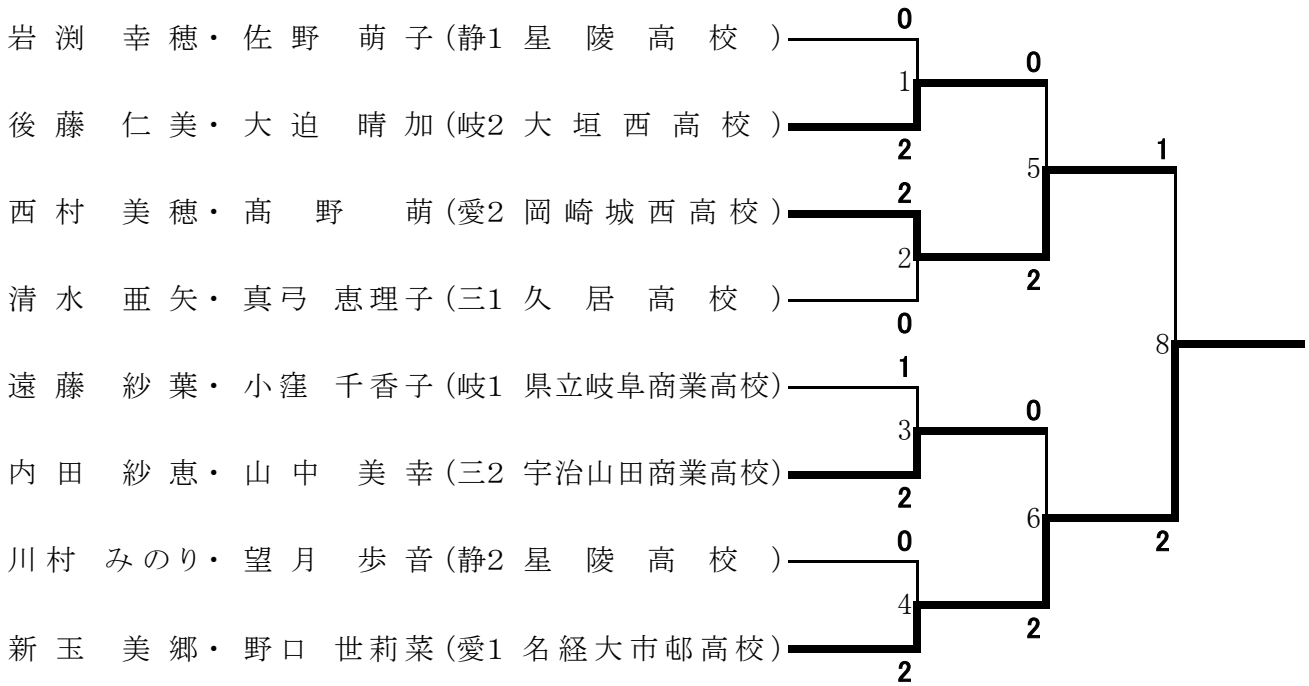 0
岩渕 幸穂・佐野 萌子(静1 星陵高校)
0
1
後藤 仁美・大迫 晴加(岐2 大垣西高校)
2
1
5
西村 美穂・髙野 萌(愛2 岡崎城西高校)
2
2
2
清水 亜矢・真弓 恵理子(三1 久居高校)
0
8
遠藤 紗葉・小窪 千香子(岐1 県立岐阜商業高校)
1
0
3
内田 紗恵・山中 美幸(三2 宇治山田商業高校)
2
6
2
川村 みのり・望月 歩音(静2 星陵高校)
0
4
2
新玉 美郷・野口 世莉菜(愛1 名経大市邨高校)
2